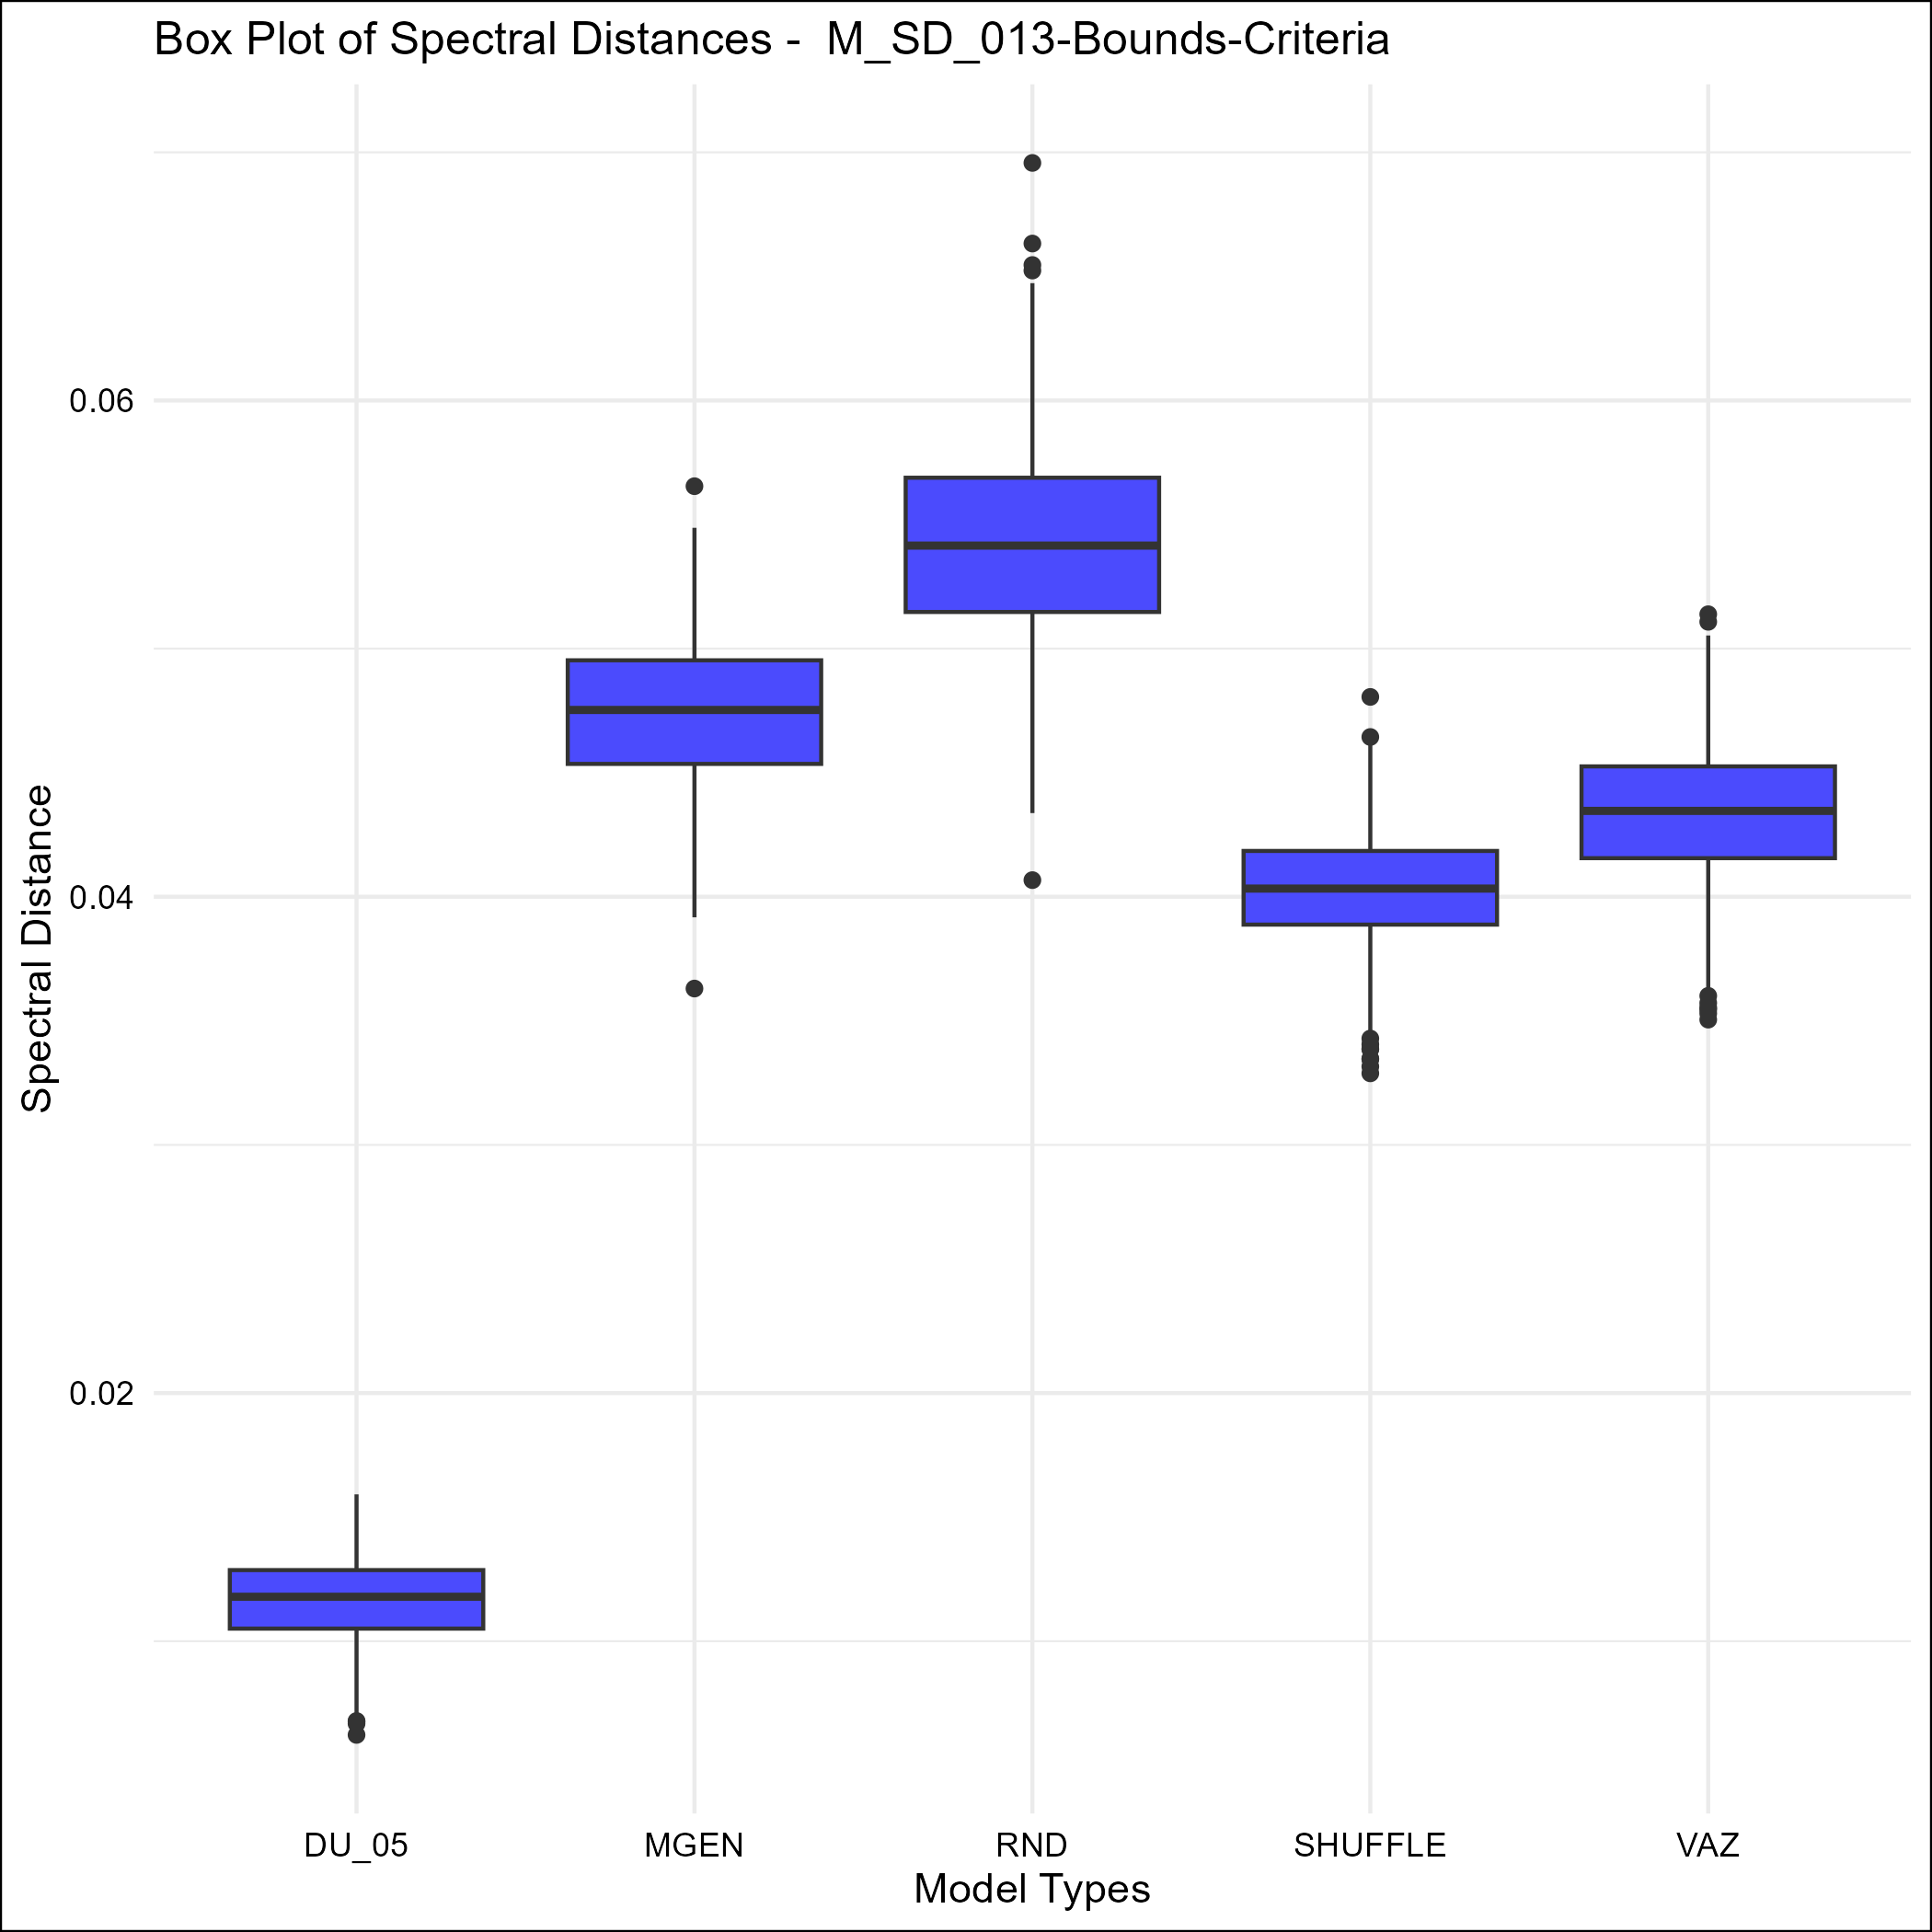 Box Plot of Spectral Distances -  M_SD_013-Bounds-Criteria
Spectral Distance
0.06
0.04
0.02
DU_05 MGEN RND SHUFFLE VAZ
Model Types